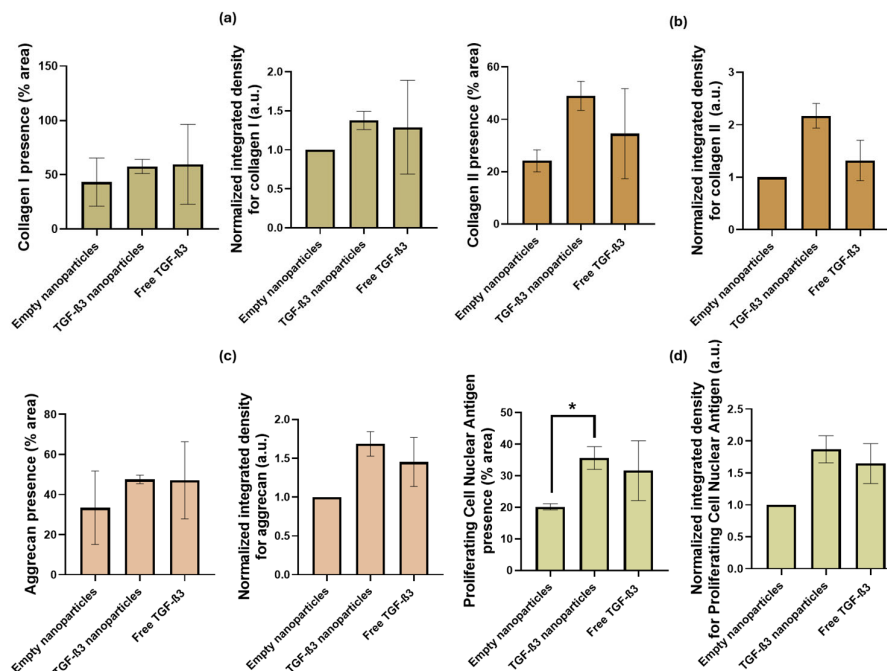 (a)
Collagen I presence (% area)
150
100
50
0
Empty nanoparticles
TGF-ß3 nanoparticles
Free TGF-ß3
Normalized integrated density
for collagen I (a.u.)
2.0
1.5
1.0
0.5
0.0
Empty nanoparticles
TGF-ß3 nanoparticles
Free TGF-ß3
(b)
Collagen II presence (% area)
60
40
20
0
Empty nanoparticles
TGF-ß3 nanoparticles
Free TGF-ß3
Normalized integrated density
for collagen II (a.u.)
3
2
1
0
Empty nanoparticles
TGF-ß3 nanoparticles
Free TGF-ß3
(c)
Aggrecan presence (% area)
80
60
40
20
0
Empty nanoparticles
TGF-ß3 nanoparticles
Free TGF-ß3
Normalized integrated density
for aggrecan (a.u.)
2.0
1.5
1.0
0.5
0.0
Empty nanoparticles
TGF-ß3 nanoparticles
Free TGF-ß3
(d)
Proliferating Cell Nuclear Antigen
presence (% area)
50
40
30
20
10
0
*
Empty nanoparticles
TGF-ß3 nanoparticles
Free TGF-ß3
Normalized integrated density
for Proliferating Cell Nuclear Antigen (a.u.)
2.5
2.0
1.5
1.0
0.5
0.0
Empty nanoparticles
TGF-ß3 nanoparticles
Free TGF-ß3